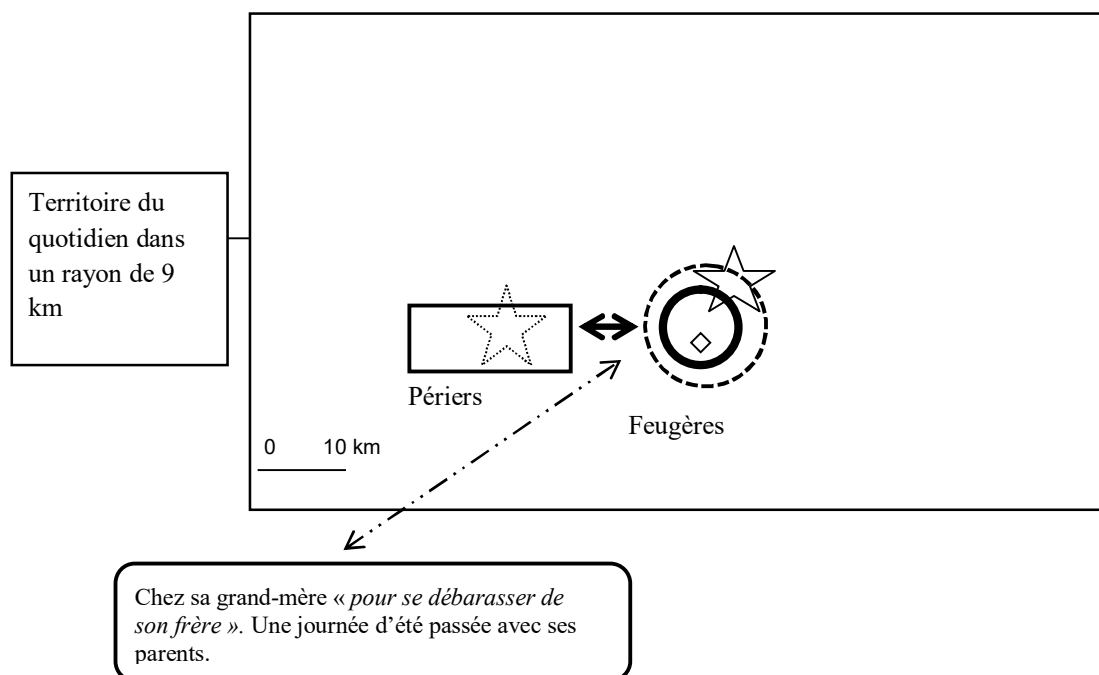 Territoire du
quotidien dans
un rayon de 9
km
Périers
Feugères
0 10 km
Chez sa grand-mère « pour se débarasser de
son frère ». Une journée d’été passée avec ses
parents.